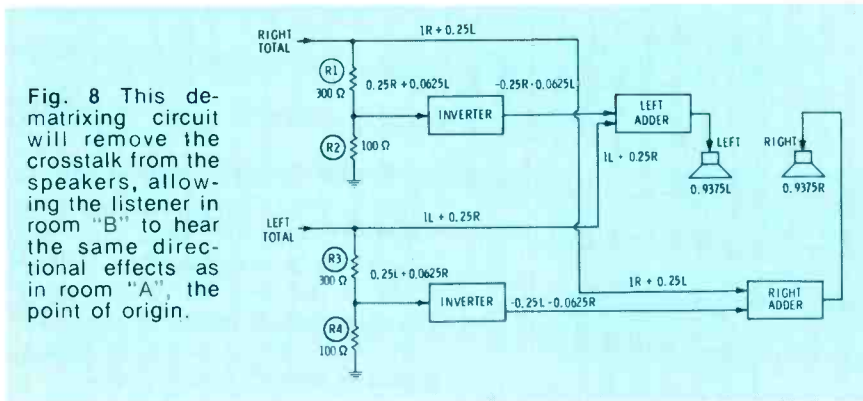 Fig. 8 This de-
matrixing circuit
will remove the
crosstalk from the
speakers, allow-
ing the listener in
room "B" to hear
the same direc-
tional effects as
in room "A", the
point of origin.
RIGHT
TOTAL
1R + 0.25L
R1
300 Ω
0.25R + 0.0625L
-0.25R-0.0625L
INVERTER
R2
100 Ω
LEFT
ADDER
LEFT
0.9375L
RIGHT
0.9375R
1L + 0.25R
LEFT
TOTAL
1L + 0.25R
R3
300 Ω
0.25L + 0.0625R
INVERTER
-0.25L -0.0625R
1R + 0.25L
RIGHT
ADDER
R4
100 Ω